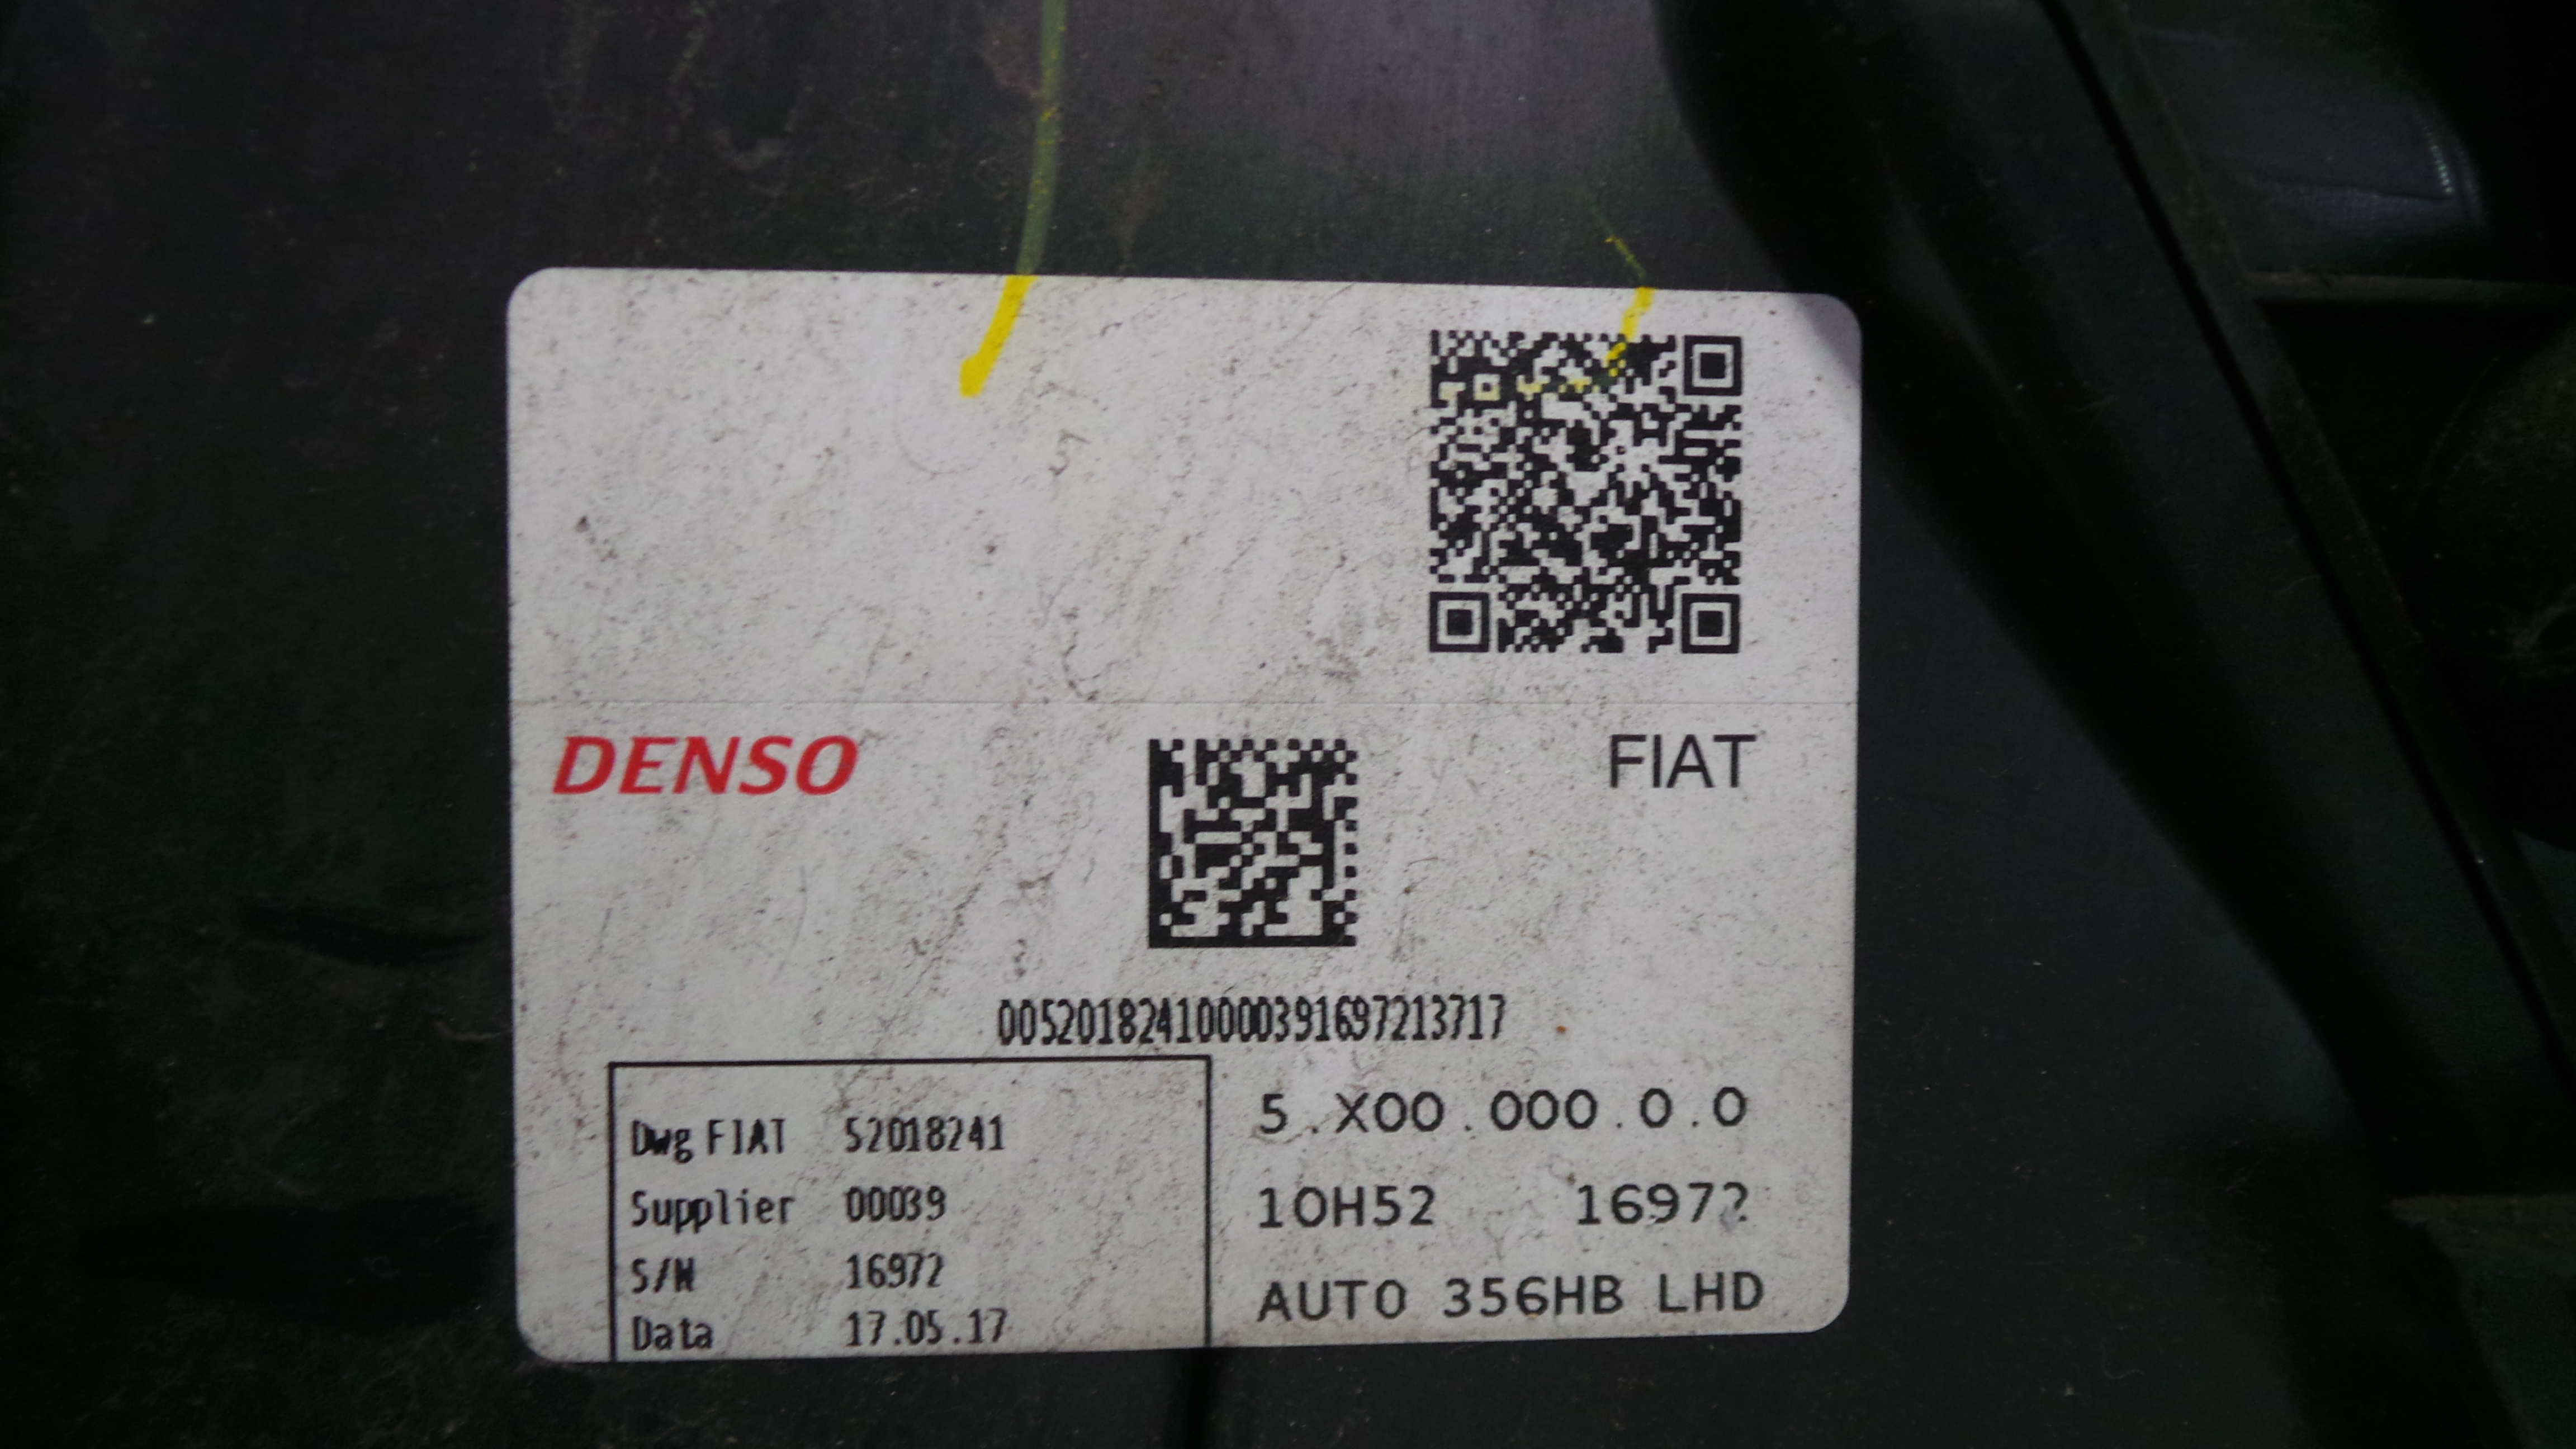 DENSO
FIAT
00520182410000391697213717
Dwg FIAT 52018241
Supplier 00039
S/N 16972
Data 17.05.17
5.X00.000.0.0
10H52 16972
AUTO 356HB LHD